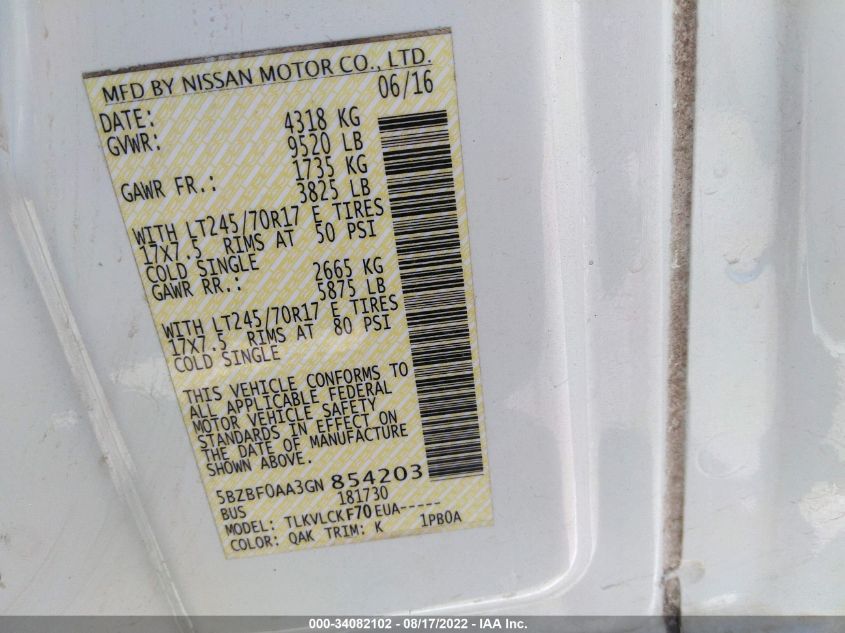 MFD BY NISSAN MOTOR CO., LTD.
DATE: 06/16
GVWR: 4318 KG
9520 LB
GAWR FR.: 1735 KG
3825 LB
WITH LT245/70R17 E TIRES
17X7.5 RIMS AT 50 PSI
COLD SINGLE
GAWR RR.: 2665 KG
5875 LB
WITH LT245/70R17 E TIRES
17X7.5 RIMS AT 80 PSI
COLD SINGLE
THIS VEHICLE CONFORMS TO
ALL APPLICABLE FEDERAL
MOTOR VEHICLE SAFETY
STANDARDS IN EFFECT ON
THE DATE OF MANUFACTURE
SHOWN ABOVE.
5BZBF0AA3GN 854203
BUS 181730
MODEL: TLKVLCKF70EUA-----
COLOR: QAK TRIM: K 1PB0A
000-34082102 - 08/17/2022 - IAA Inc.